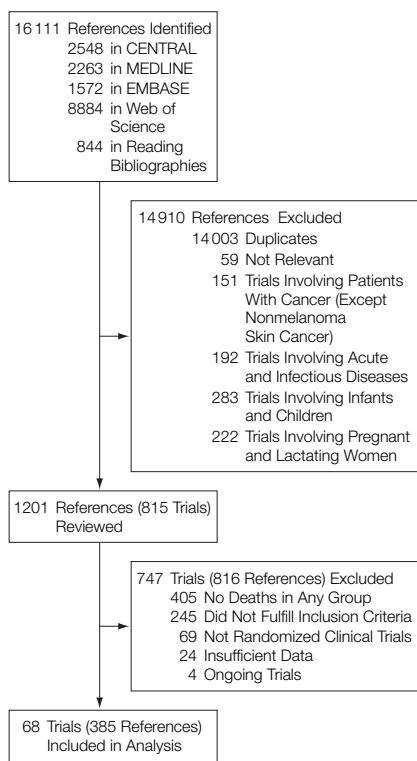 16 111 References Identified
2548 in CENTRAL
2263 in MEDLINE
1572 in EMBASE
8884 in Web of
Science
844 in Reading
Bibliographies
14 910 References Excluded
14 003 Duplicates
59 Not Relevant
151 Trials Involving Patients
With Cancer (Except
Nonmelanoma
Skin Cancer)
192 Trials Involving Acute
and Infectious Diseases
283 Trials Involving Infants
and Children
222 Trials Involving Pregnant
and Lactating Women
1201 References (815 Trials)
Reviewed
747 Trials (816 References) Excluded
405 No Deaths in Any Group
245 Did Not Fulfill Inclusion Criteria
69 Not Randomized Clinical Trials
24 Insufficient Data
4 Ongoing Trials
68 Trials (385 References)
Included in Analysis